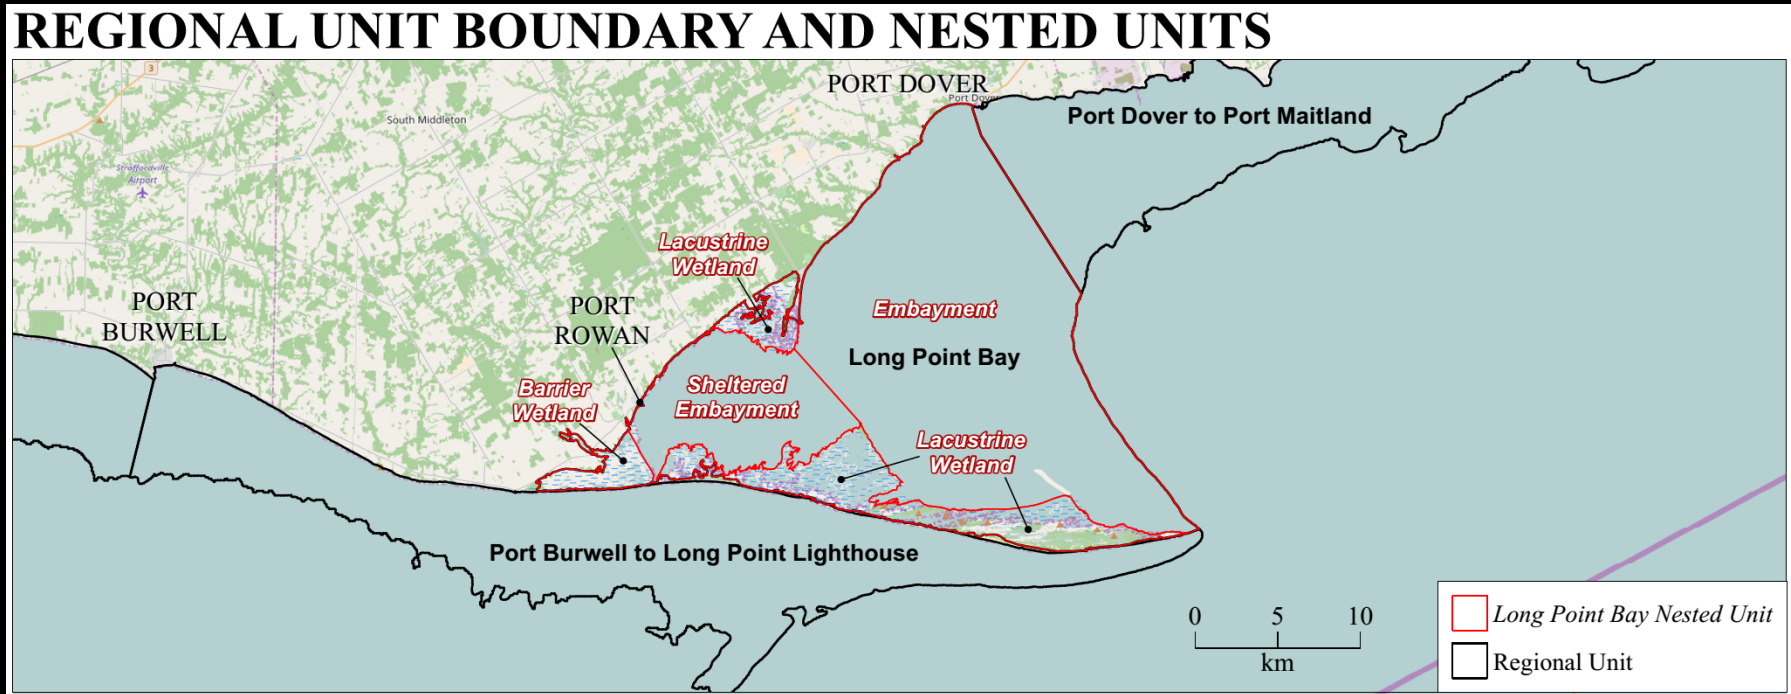 REGIONAL UNIT BOUNDARY AND NESTED UNITS
3
PORT DOVER
Port Dover
South Middleton
Port Dover to Port Maitland
Straffordville
Airport
Lacustrine
Wetland
PORT
BURWELL
PORT
ROWAN
Embayment
Long Point Bay
Barrier
Wetland
Sheltered
Embayment
Lacustrine
Wetland
Port Burwell to Long Point Lighthouse
0 5 10
km
Long Point Bay Nested Unit
Regional Unit